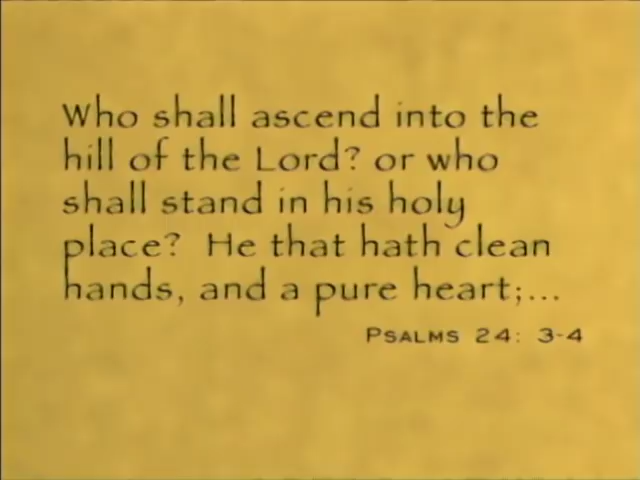 Who shall ascend into the
hill of the Lord? or who
shall stand in his holy
place? He that hath clean
hands, and a pure heart;...
Psalms 24: 3-4